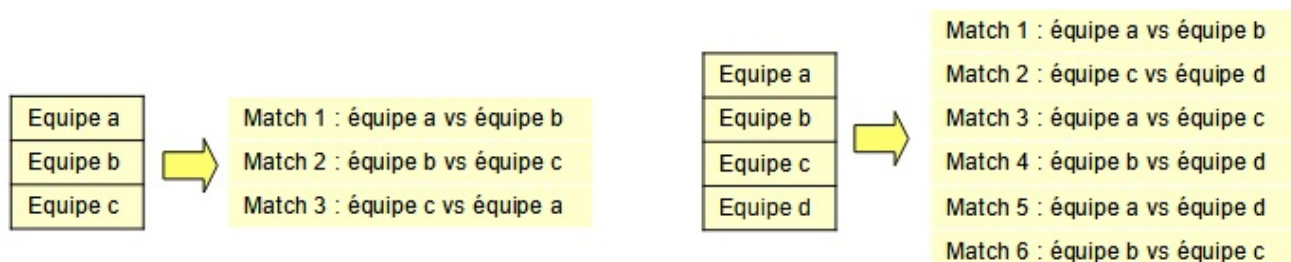 Equipe a
Equipe b
Equipe c
Match 1 : équipe a vs équipe b
Match 2 : équipe b vs équipe c
Match 3 : équipe c vs équipe a
Equipe a
Equipe b
Equipe c
Equipe d
Match 1 : équipe a vs équipe b
Match 2 : équipe c vs équipe d
Match 3 : équipe a vs équipe c
Match 4 : équipe b vs équipe d
Match 5 : équipe a vs équipe d
Match 6 : équipe b vs équipe c